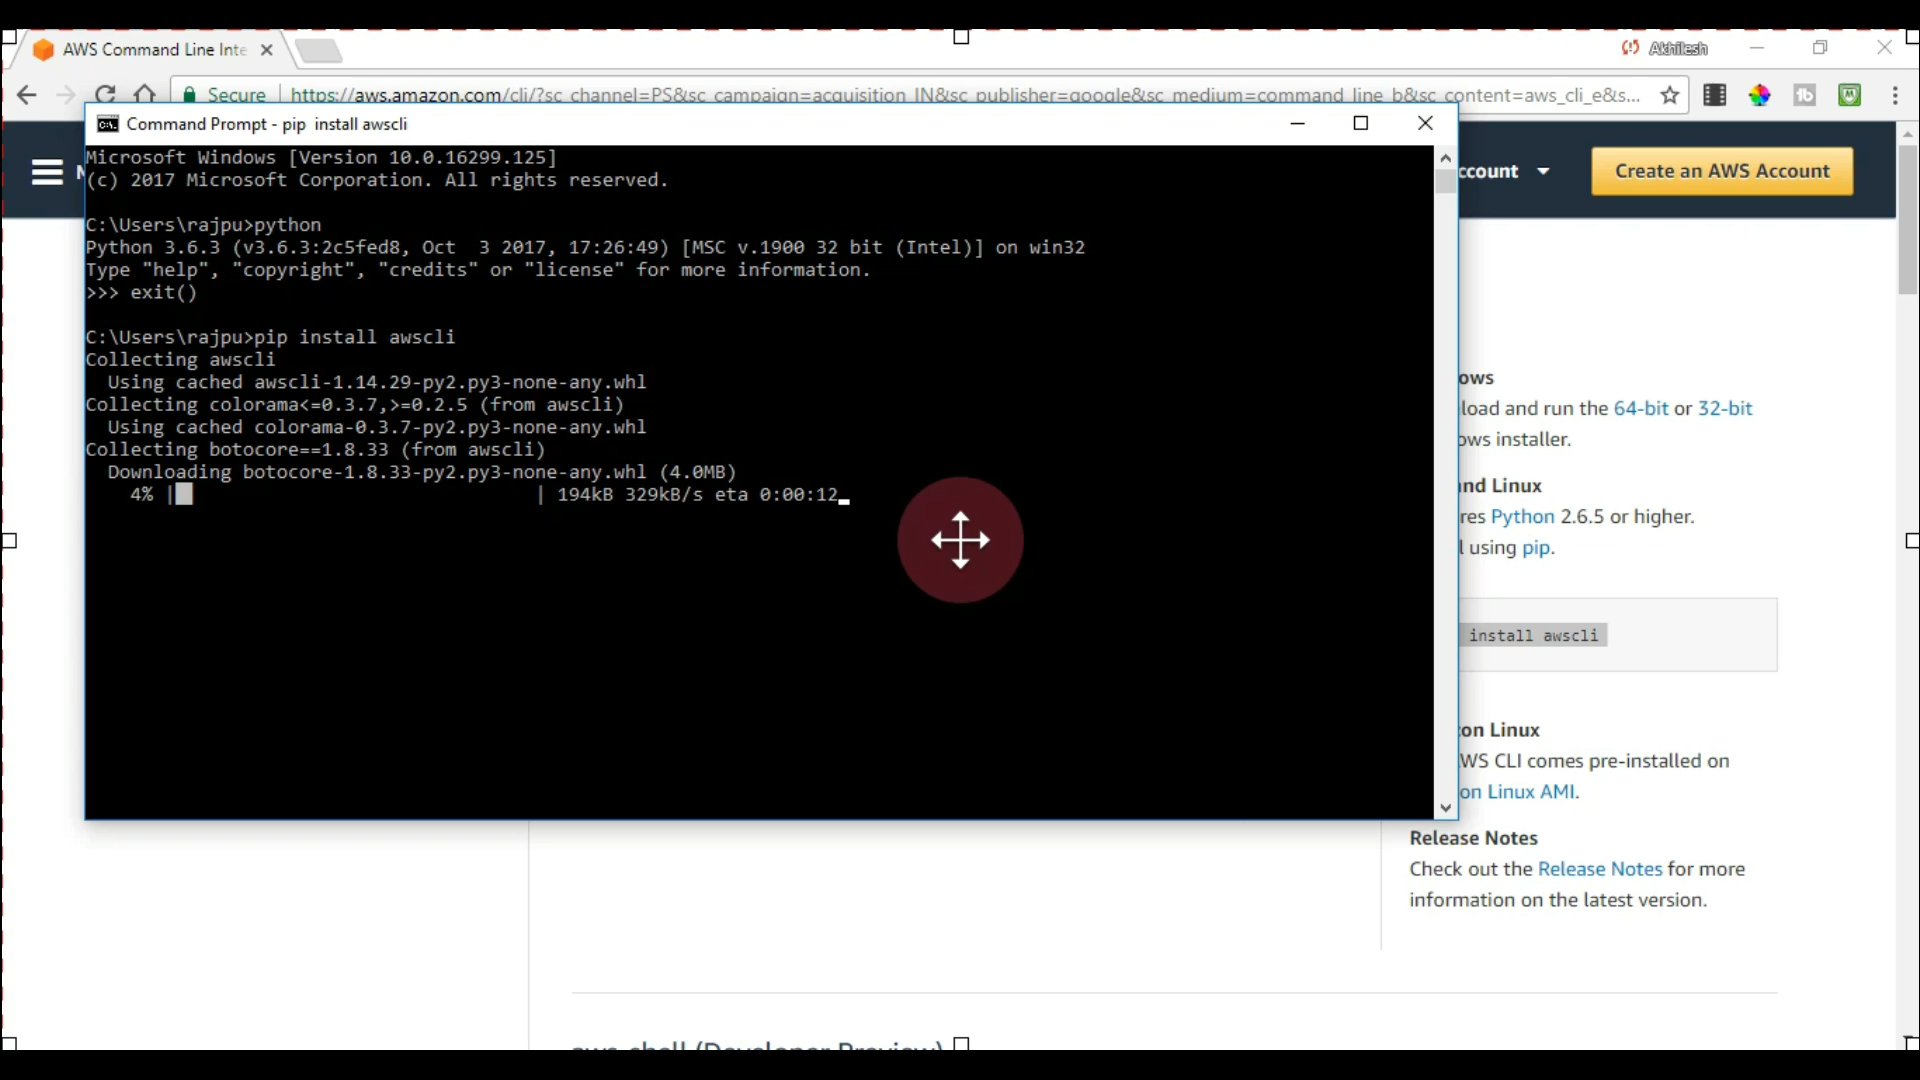 AWS Command Line Inte
Akhilesh
Secure
https://aws.amazon.com/cli/?sc_channel=PS&sc_campaign=acquisition_IN&sc_publisher=google&sc_medium=command_line_b&sc_content=aws_cli_e&s...
Command Prompt - pip install awscli
ccount
Create an AWS Account
Microsoft Windows [Version 10.0.16299.125]
(c) 2017 Microsoft Corporation. All rights reserved.
C:\Users\rajpu>python
Python 3.6.3 (v3.6.3:2c5fed8, Oct  3 2017, 17:26:49) [MSC v.1900 32 bit (Intel)] on win32
Type "help", "copyright", "credits" or "license" for more information.
>>> exit()
C:\Users\rajpu>pip install awscli
Collecting awscli
Using cached awscli-1.14.29-py2.py3-none-any.whl
Collecting colorama<=0.3.7,>=0.2.5 (from awscli)
Using cached colorama-0.3.7-py2.py3-none-any.whl
Collecting botocore==1.8.33 (from awscli)
Downloading botocore-1.8.33-py2.py3-none-any.whl (4.0MB)
4% |█ | 194kB 329kB/s eta 0:00:12
ows
load and run the 64-bit or 32-bit
ows installer.
nd Linux
res Python 2.6.5 or higher.
l using pip.
install awscli
on Linux
WS CLI comes pre-installed on
on Linux AMI.
Release Notes
Check out the Release Notes for more
information on the latest version.
aws-shell (Developer Preview)